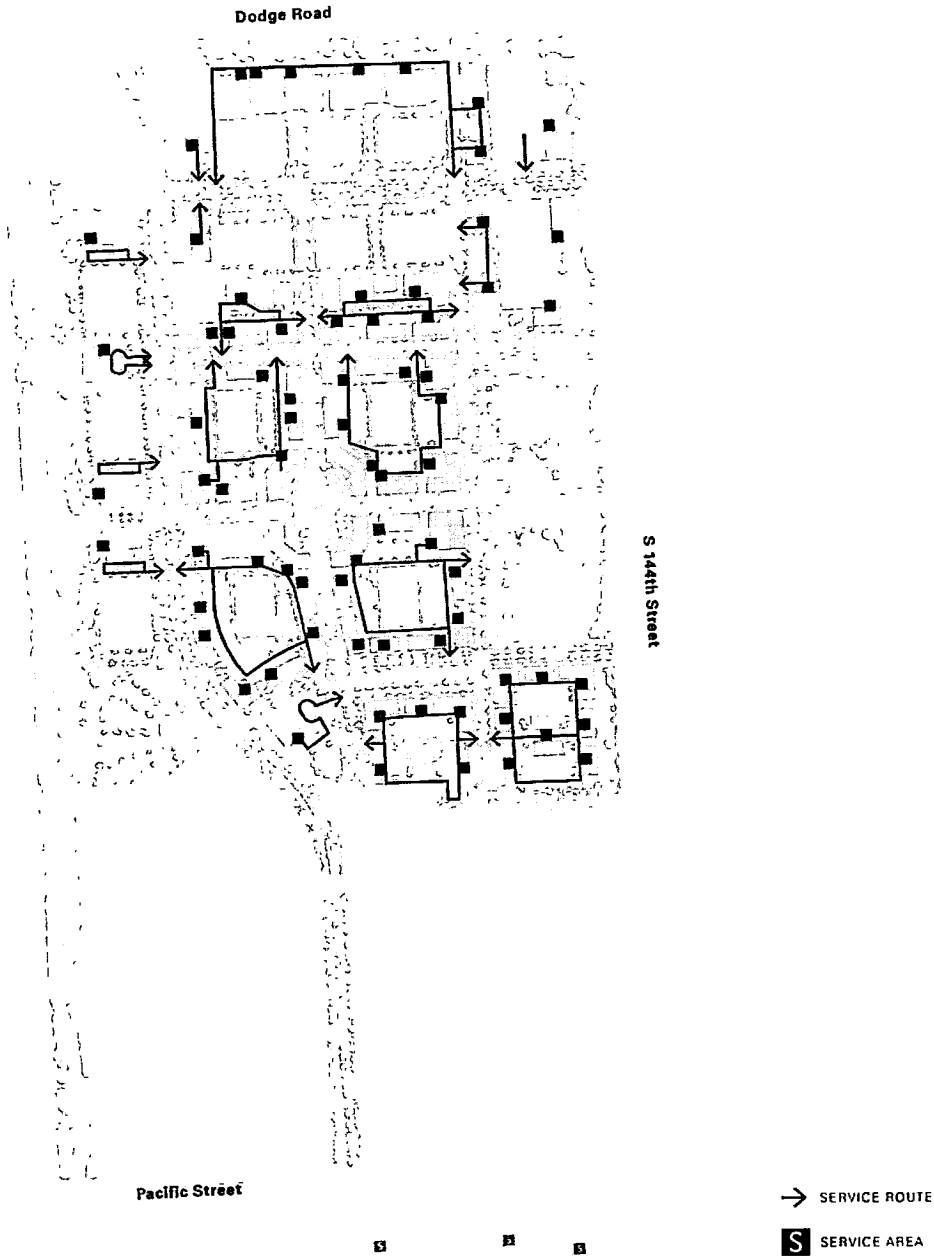 Dodge Road
S 144th Street
Pacific Street
SERVICE ROUTE
S SERVICE AREA
S
S
S